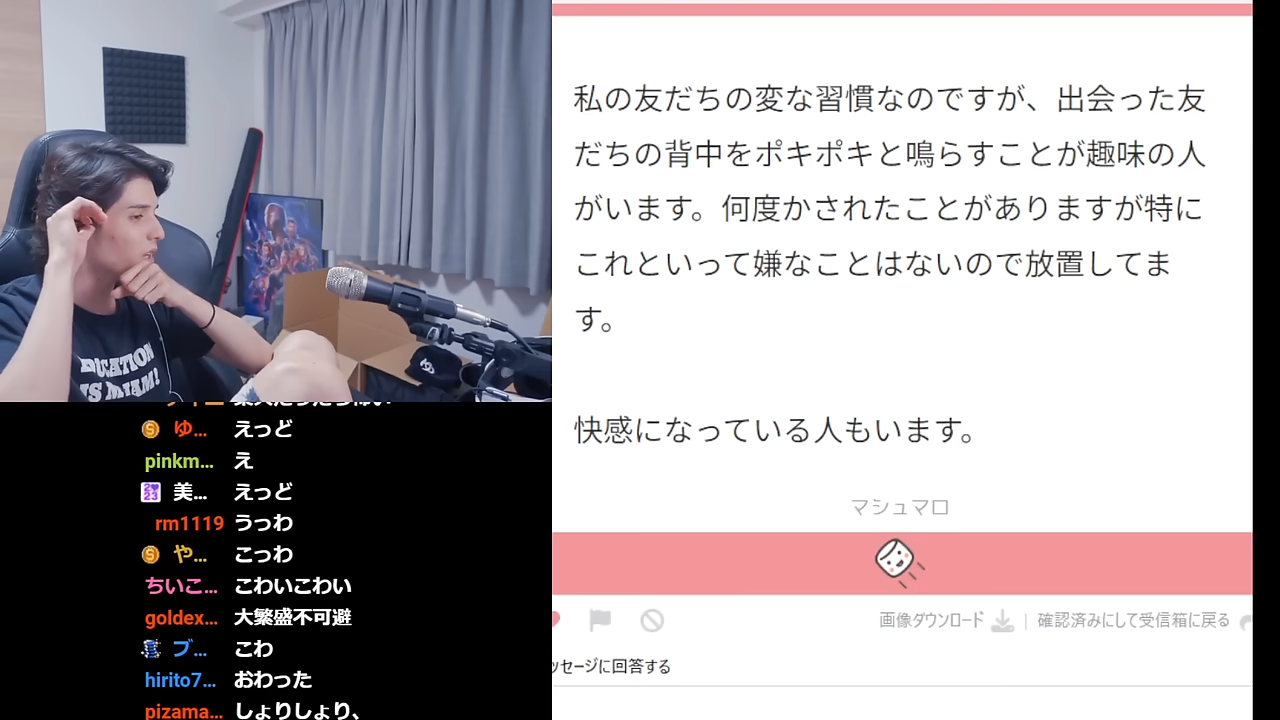 私の友だちの変な習慣なのですが、出会った友
だちの背中をポキポキと鳴らすことが趣味の人
がいます。何度かされたことがありますが特に
これといって嫌なことはないので放置してま
す。
快感になっている人もいます。
マシュマロ
画像ダウンロード | 確認済みにして受信箱に戻る
ッセージに回答する
IS MIAMI!
ゆ… えっど
pinkm… え
美… えっど
rm1119 うっわ
や… こっわ
ちいこ… こわいこわい
goldex… 大繁盛不可避
ブ… こわ
hirito7… おわった
pizama… しょりしょり、